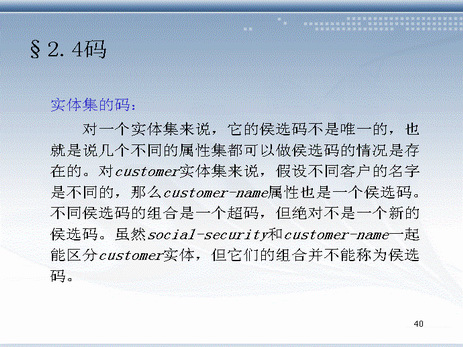 §2.4码
实体集的码：
对一个实体集来说，它的侯选码不是唯一的，也
就是说几个不同的属性集都可以做侯选码的情况是存
在的。对customer实体集来说，假设不同客户的名字
是不同的，那么customer-name属性也是一个侯选码。
不同侯选码的组合是一个超码，但绝对不是一个新的
侯选码。虽然social-security和customer-name一起
能区分customer实体，但它们的组合并不能称为侯选
码。
40